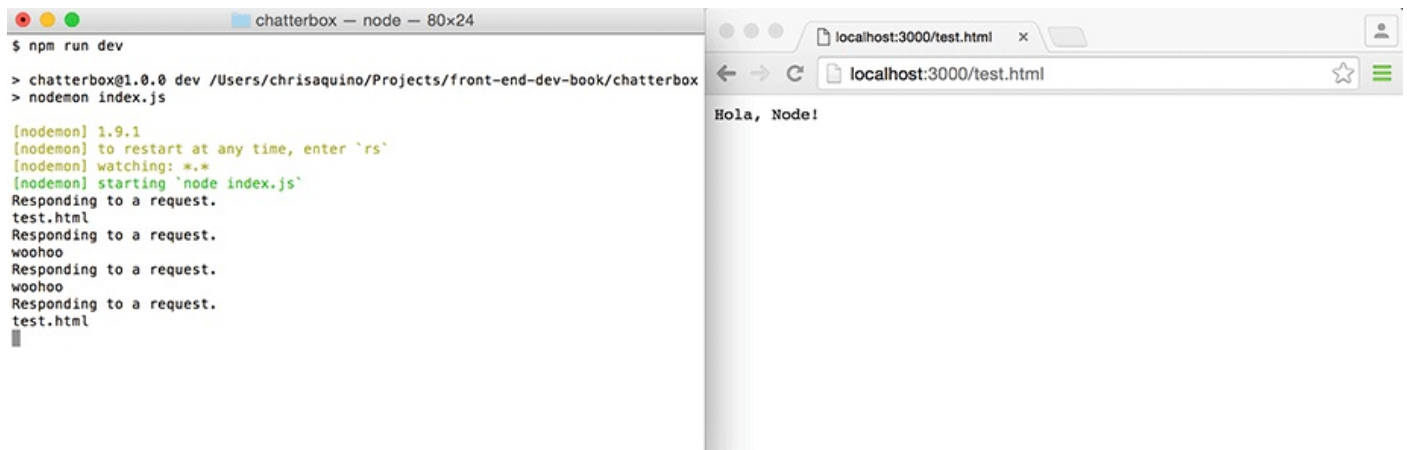 chatterbox — node — 80×24
$ npm run dev
> chatterbox@1.0.0 dev /Users/chrisaquino/Projects/front-end-dev-book/chatterbox
> nodemon index.js
[nodemon] 1.9.1
[nodemon] to restart at any time, enter `rs`
[nodemon] watching: *.*
[nodemon] starting `node index.js`
Responding to a request.
test.html
Responding to a request.
woohoo
Responding to a request.
woohoo
Responding to a request.
test.html
localhost:3000/test.html
localhost:3000/test.html
Hola, Node!